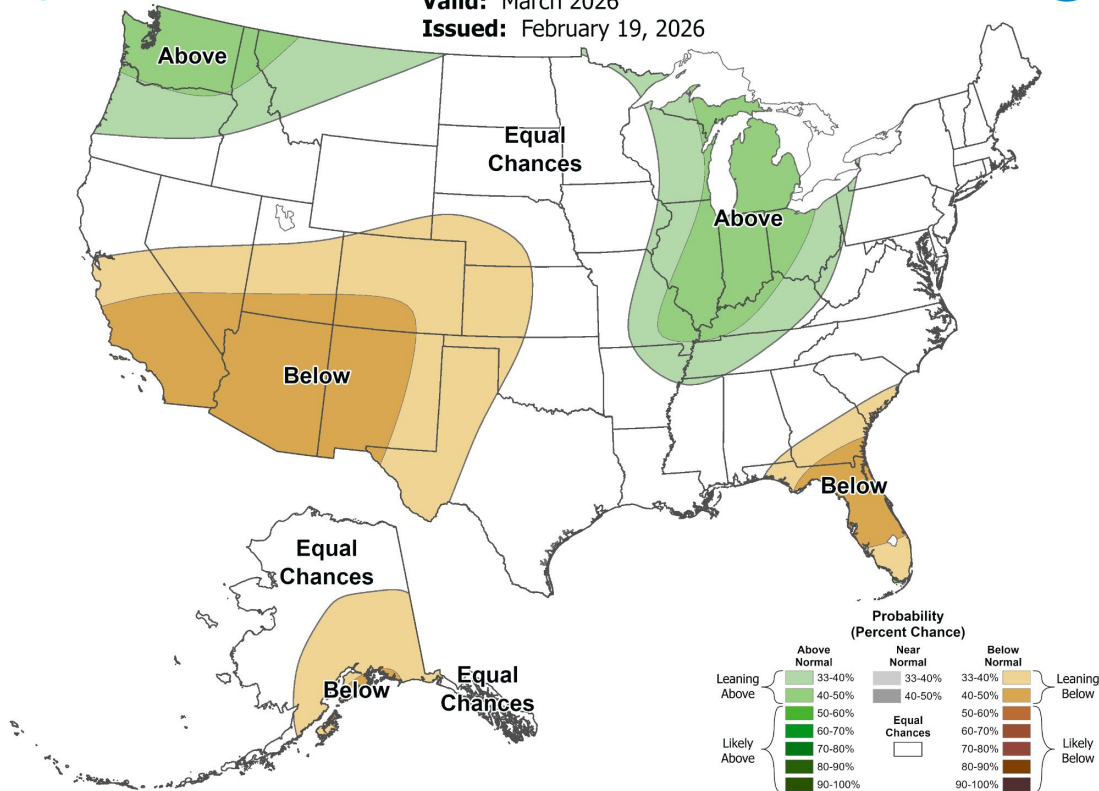 Valid: March 2026
Issued: February 19, 2026
Above
Equal
Chances
Above
Below
Below
Equal
Chances
Below
Equal
Chances
Probability
(Percent Chance)
Above
Normal
Near
Normal
Below
Normal
Leaning
Above
33-40%
33-40%
33-40%
Leaning
Below
40-50%
40-50%
40-50%
Likely
Above
50-60%
Equal
Chances
50-60%
Likely
Below
60-70%
60-70%
70-80%
70-80%
80-90%
80-90%
90-100%
90-100%